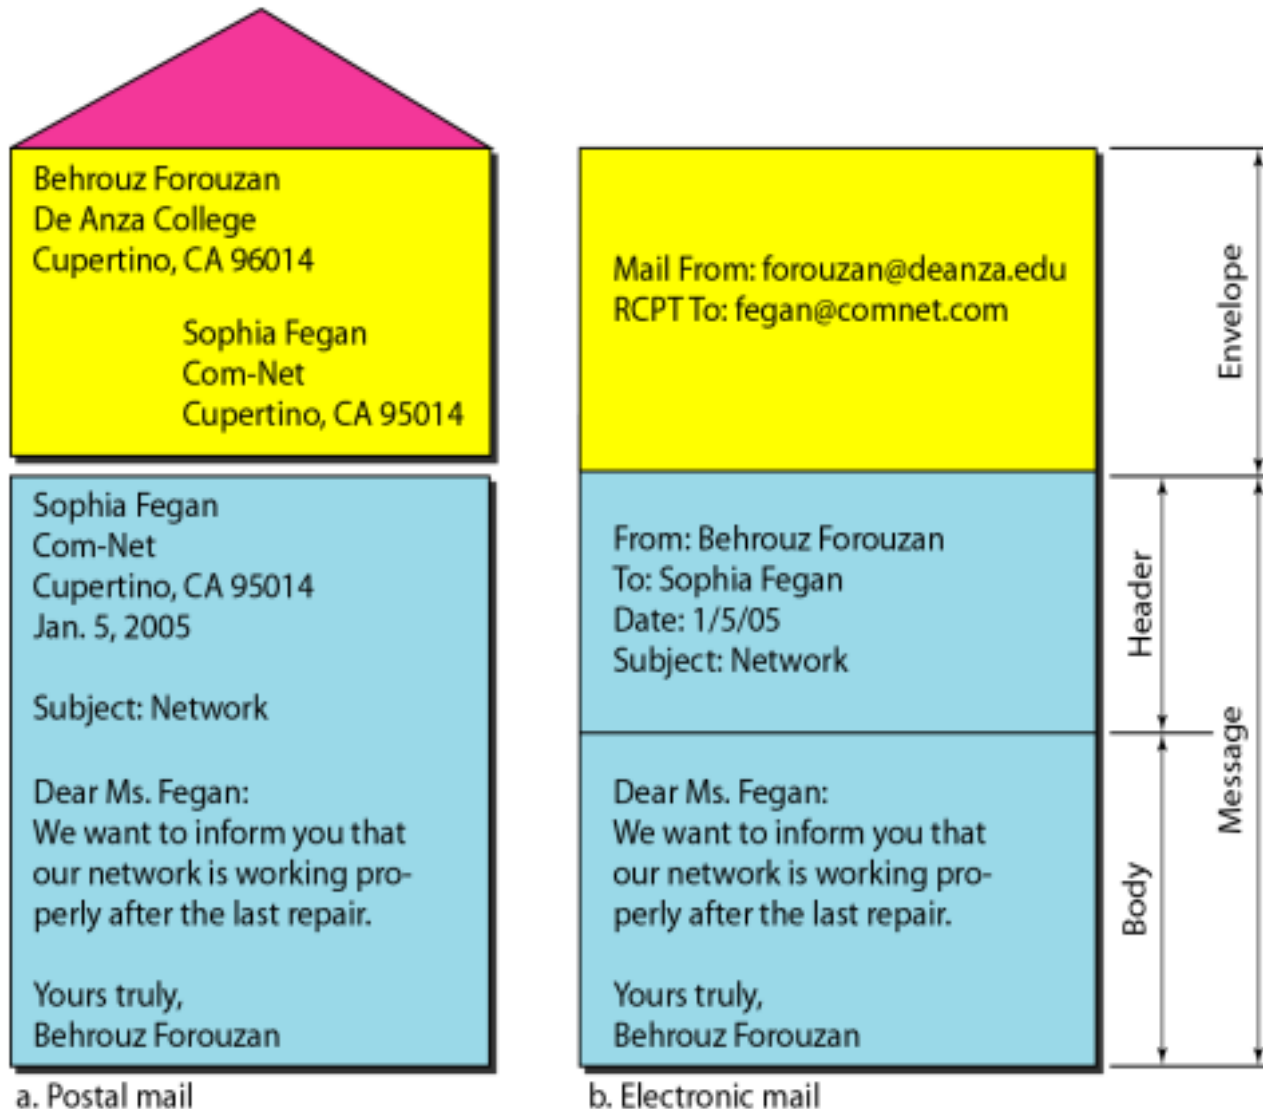 Behrouz Forouzan
De Anza College
Cupertino, CA 96014
Sophia Fegan
Com-Net
Cupertino, CA 95014
Sophia Fegan
Com-Net
Cupertino, CA 95014
Jan. 5, 2005
Subject: Network
Dear Ms. Fegan:
We want to inform you that
our network is working pro-
perly after the last repair.
Yours truly,
Behrouz Forouzan
a. Postal mail
Mail From: forouzan@deanza.edu
RCPT To: fegan@comnet.com
From: Behrouz Forouzan
To: Sophia Fegan
Date: 1/5/05
Subject: Network
Dear Ms. Fegan:
We want to inform you that
our network is working pro-
perly after the last repair.
Yours truly,
Behrouz Forouzan
b. Electronic mail
Envelope
Header
Message
Body